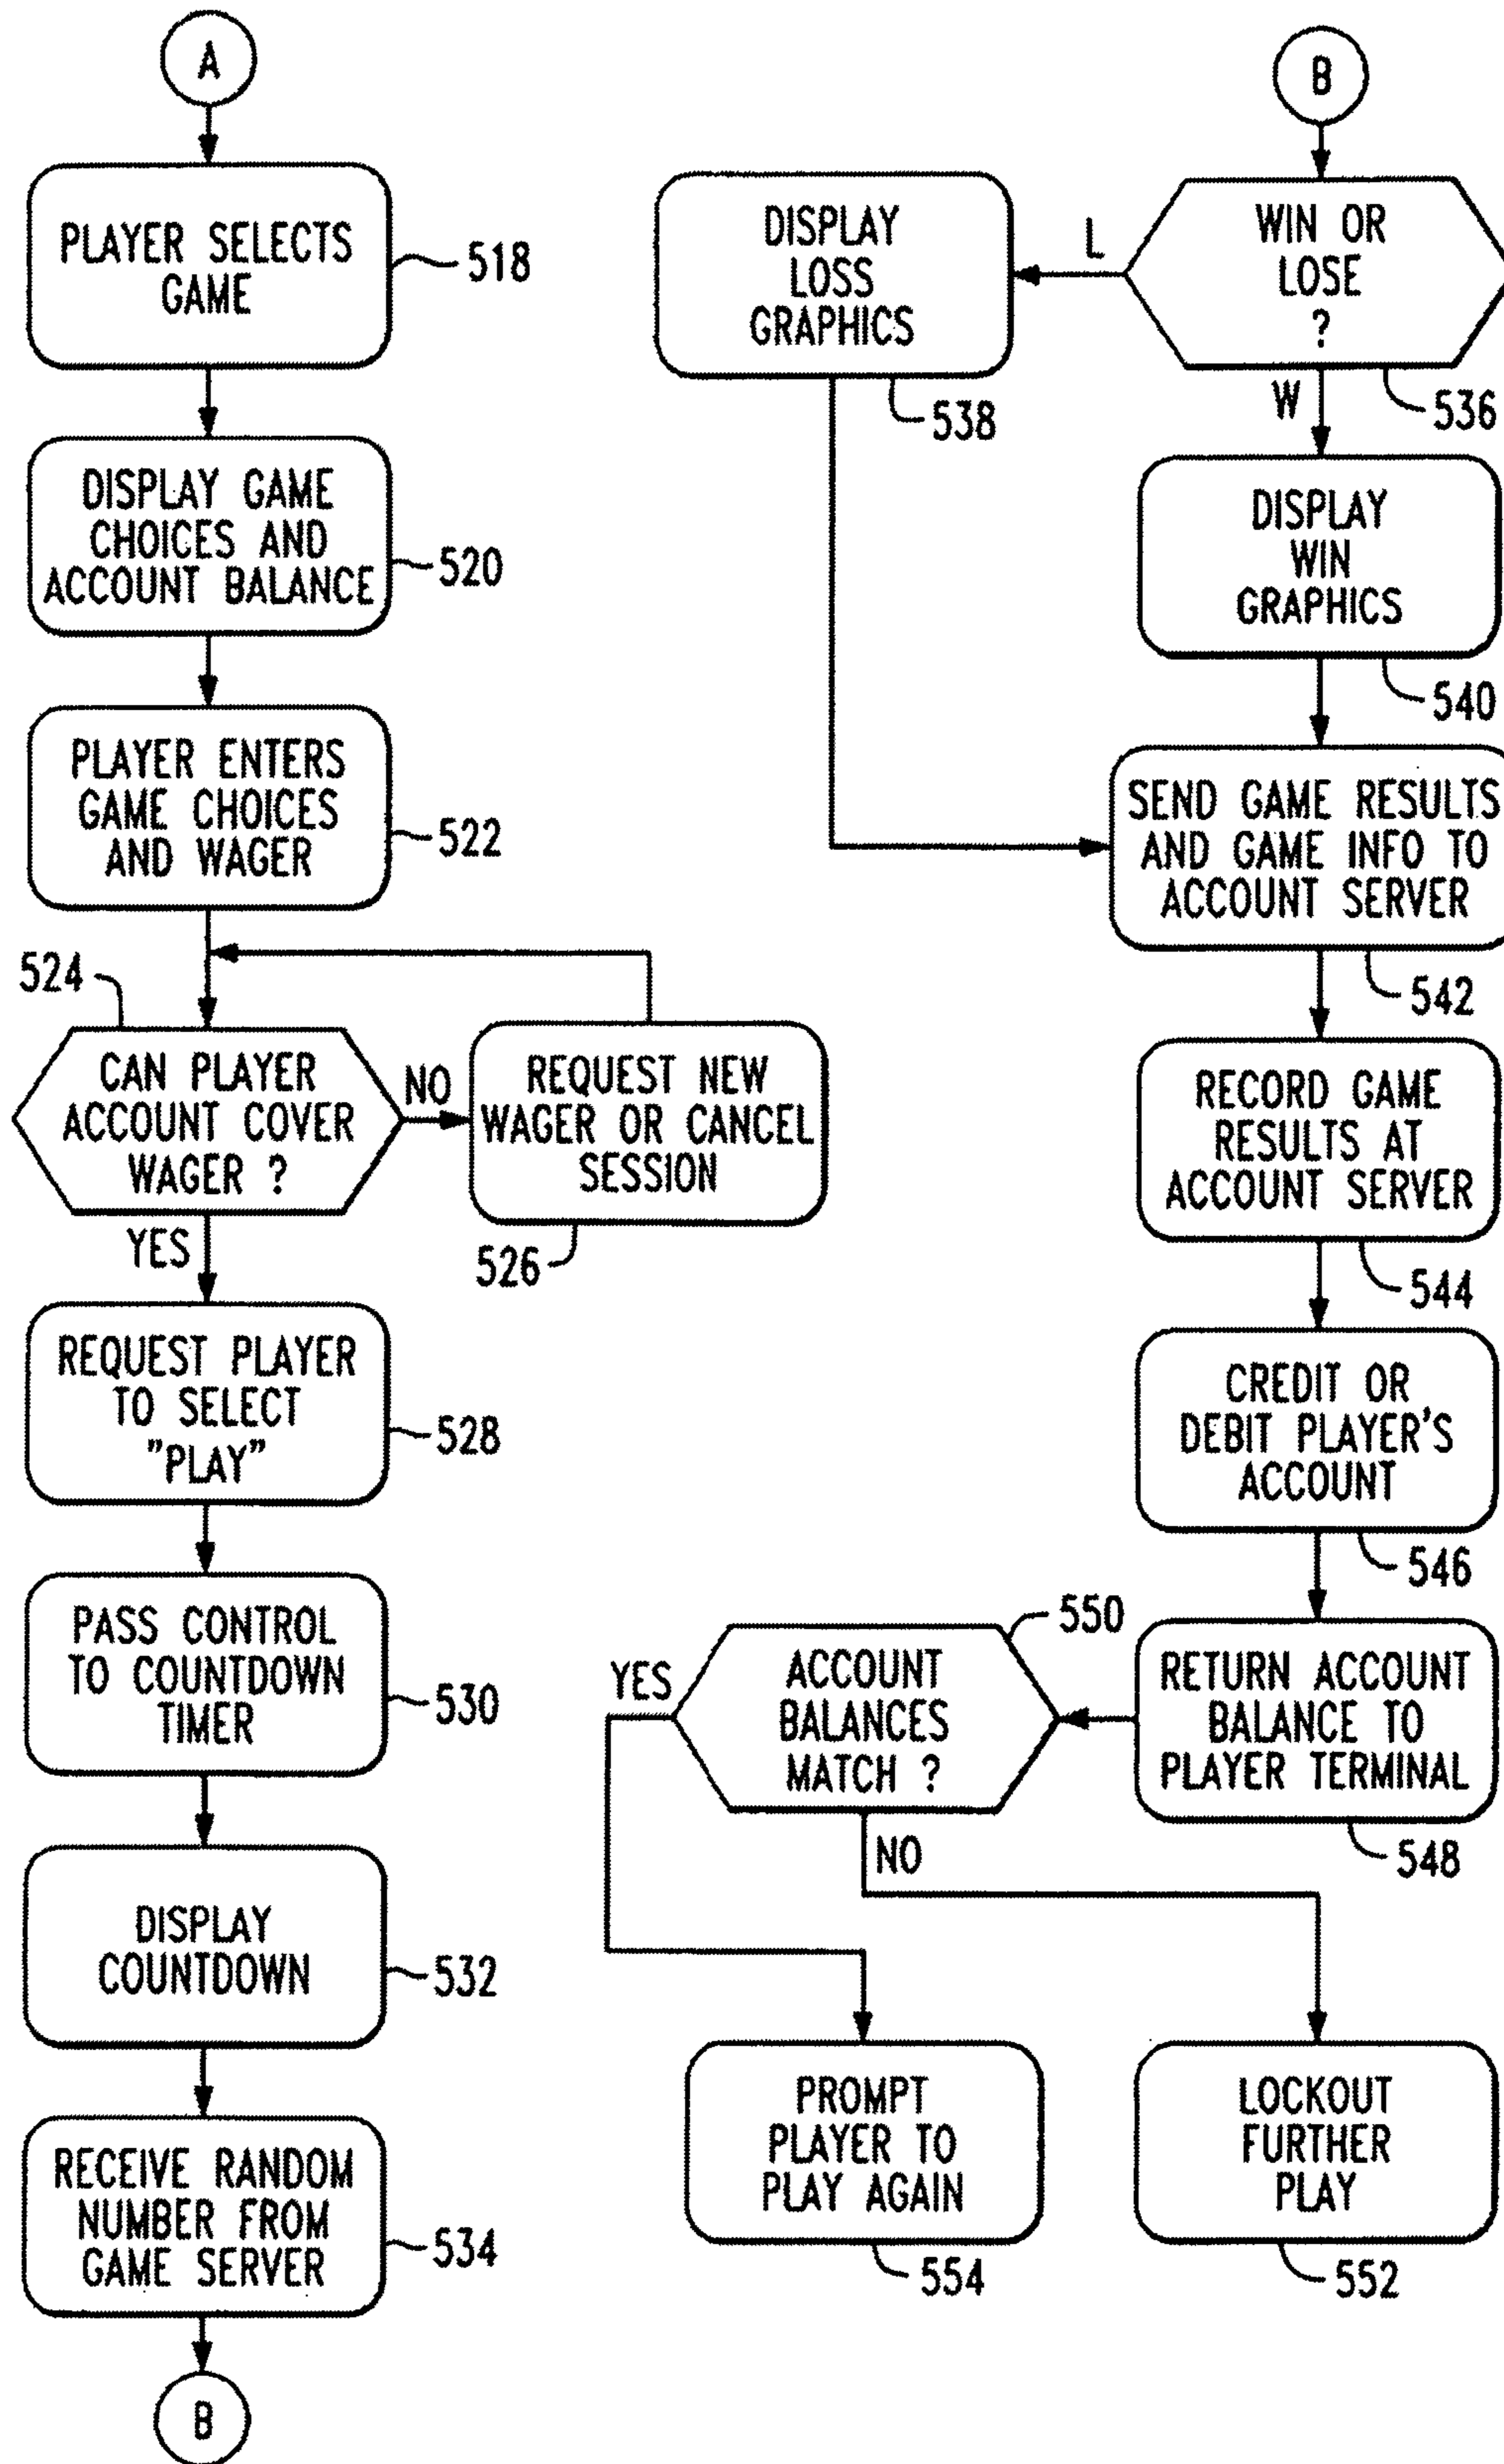 A
PLAYER SELECTS
GAME
518
DISPLAY GAME
CHOICES AND
ACCOUNT BALANCE
520
PLAYER ENTERS
GAME CHOICES
AND WAGER
522
524
CAN PLAYER
ACCOUNT COVER
WAGER ?
NO
REQUEST NEW
WAGER OR CANCEL
SESSION
526
YES
REQUEST PLAYER
TO SELECT
"PLAY"
528
PASS CONTROL
TO COUNTDOWN
TIMER
530
DISPLAY
COUNTDOWN
532
RECEIVE RANDOM
NUMBER FROM
GAME SERVER
534
B
B
WIN OR
LOSE
?
536
L
DISPLAY
LOSS
GRAPHICS
538
W
DISPLAY
WIN
GRAPHICS
540
SEND GAME RESULTS
AND GAME INFO TO
ACCOUNT SERVER
542
RECORD GAME
RESULTS AT
ACCOUNT SERVER
544
CREDIT OR
DEBIT PLAYER'S
ACCOUNT
546
RETURN ACCOUNT
BALANCE TO
PLAYER TERMINAL
548
550
ACCOUNT
BALANCES
MATCH ?
YES
NO
PROMPT
PLAYER TO
PLAY AGAIN
554
LOCKOUT
FURTHER
PLAY
552